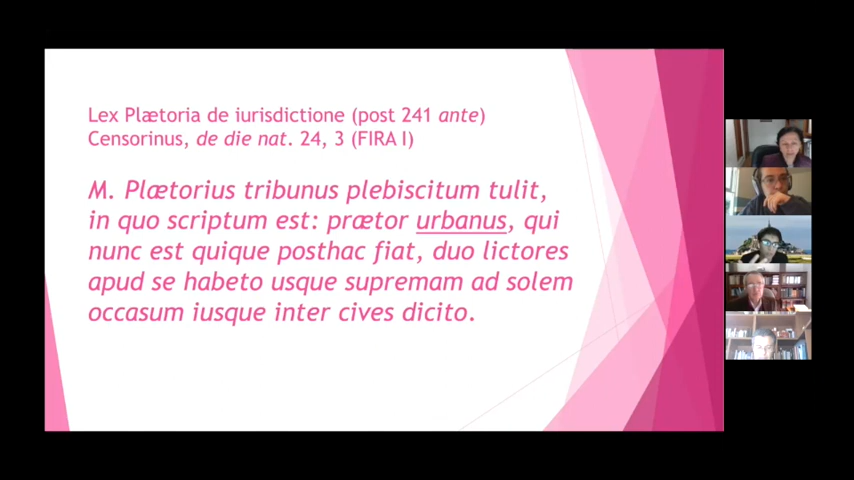 Lex Plætoria de iurisdictione (post 241 ante)
Censorinus, de die nat. 24, 3 (FIRA I)
M. Plætorius tribunus plebiscitum tulit,
in quo scriptum est: prætor urbanus, qui
nunc est quique posthac fiat, duo lictores
apud se habeto usque supremam ad solem
occasum iusque inter cives dicito.